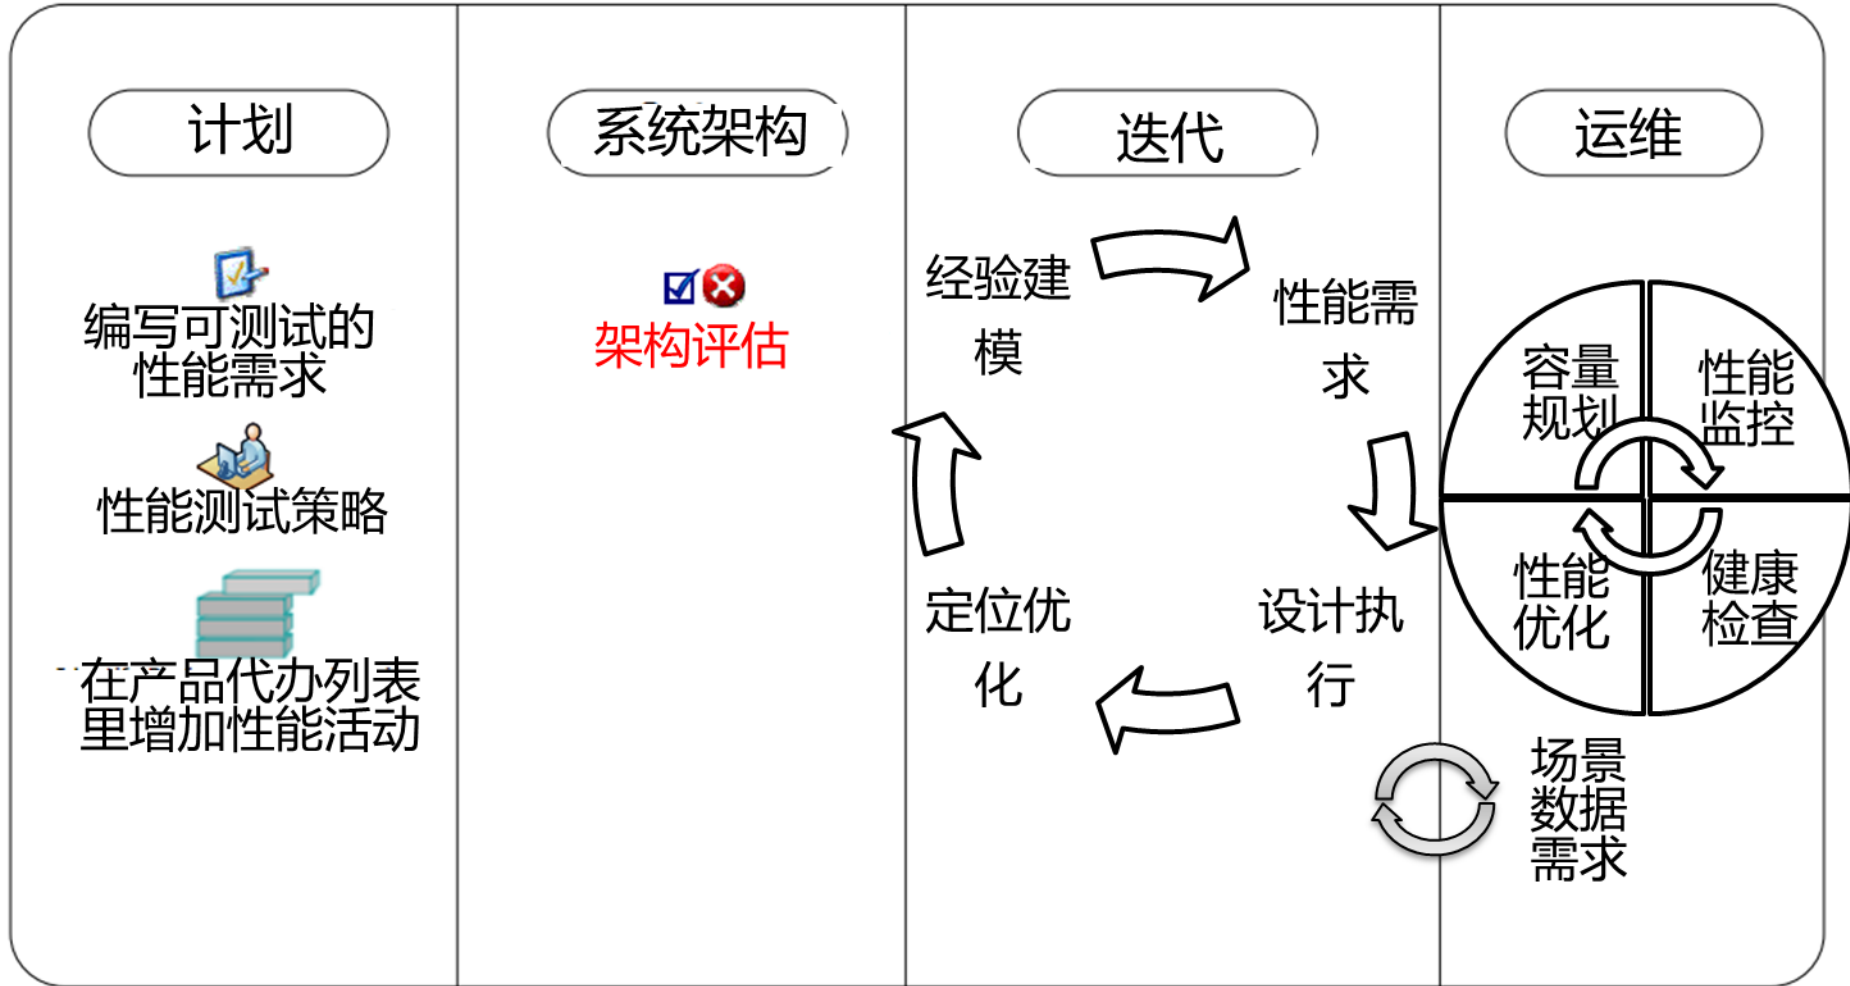 计划
编写可测试的
性能需求
性能测试策略
在产品代办列表
里增加性能活动
系统架构
架构评估
迭代
经验建
模
性能需
求
设计执
行
定位优
化
运维
容量
规划
性能
监控
性能
优化
健康
检查
场景
数据
需求